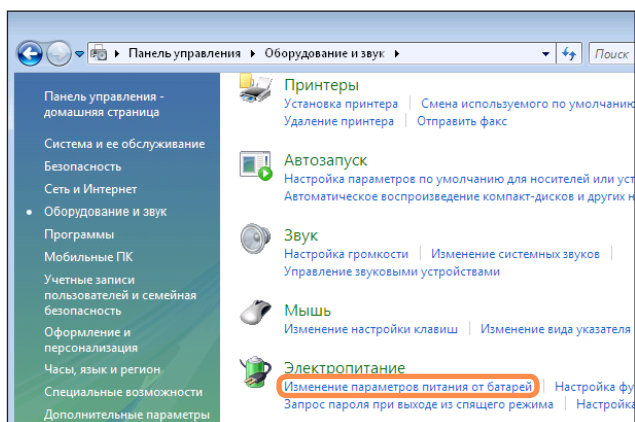 Панель управления ▸ Оборудование и звук ▸
Поиск
Панель управления -
домашняя страница
Система и ее обслуживание
Безопасность
Сеть и Интернет
• Оборудование и звук
Программы
Мобильные ПК
Учетные записи
пользователей и семейная
безопасность
Оформление и
персонализация
Часы, язык и регион
Специальные возможности
Дополнительные параметры
Принтеры
Установка принтера | Смена используемого по умолчанию
Удаление принтера | Отправить факс
Автозапуск
Настройка параметров по умолчанию для носителей или уст
Автоматическое воспроизведение компакт-дисков и других н
Звук
Настройка громкости | Изменение системных звуков |
Управление звуковыми устройствами
Мышь
Изменение настройки клавиш | Изменение вида указателя
Электропитание
Изменение параметров питания от батарей | Настройка фу
Запрос пароля при выходе из спящего режима | Настройка